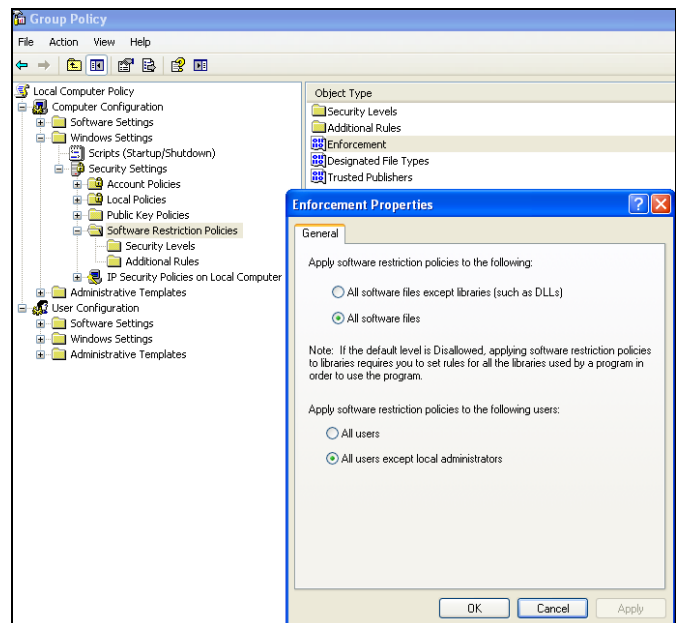 Group Policy
File Action View Help
Local Computer Policy
Computer Configuration
Software Settings
Windows Settings
Scripts (Startup/Shutdown)
Security Settings
Account Policies
Local Policies
Public Key Policies
Software Restriction Policies
Security Levels
Additional Rules
IP Security Policies on Local Computer
Administrative Templates
User Configuration
Software Settings
Windows Settings
Administrative Templates
Object Type
Security Levels
Additional Rules
Enforcement
Designated File Types
Trusted Publishers
Enforcement Properties
General
Apply software restriction policies to the following:
All software files except libraries (such as DLLs)
All software files
Note: If the default level is Disallowed, applying software restriction policies
to libraries requires you to set rules for all the libraries used by a program in
order to use the program.
Apply software restriction policies to the following users:
All users
All users except local administrators
OK Cancel Apply